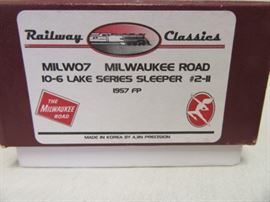 Railway Classics
MILW07 MILWAUKEE ROAD
10-6 LAKE SERIES SLEEPER #2-11
1957 FP
THE
MILWAUKEE
ROAD
MADE IN KOREA BY AJIN PRECISION